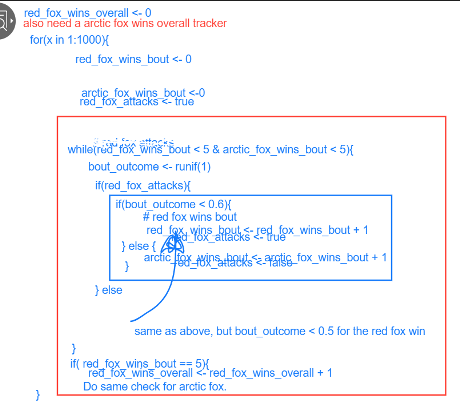 red_fox_wins_overall <- 0
also need a arctic fox wins overall tracker
for(x in 1:1000){
red_fox_wins_bout <- 0
arctic_fox_wins_bout <-0
red_fox_attacks <- true
# red fox attacks
while(red_fox_wins_bout < 5 & arctic_fox_wins_bout < 5){
bout_outcome <- runif(1)
if(red_fox_attacks){
if(bout_outcome < 0.6){
# red fox wins bout
red_fox_wins_bout <- red_fox_wins_bout + 1
red_fox_attacks <- true
} else {
arctic_fox_wins_bout <- arctic_fox_wins_bout + 1
red_fox_attacks <- false
}
} else
same as above, but bout_outcome < 0.5 for the red fox win
}
if( red_fox_wins_bout == 5){
red_fox_wins_overall <- red_fox_wins_overall + 1
Do same check for arctic fox.
}